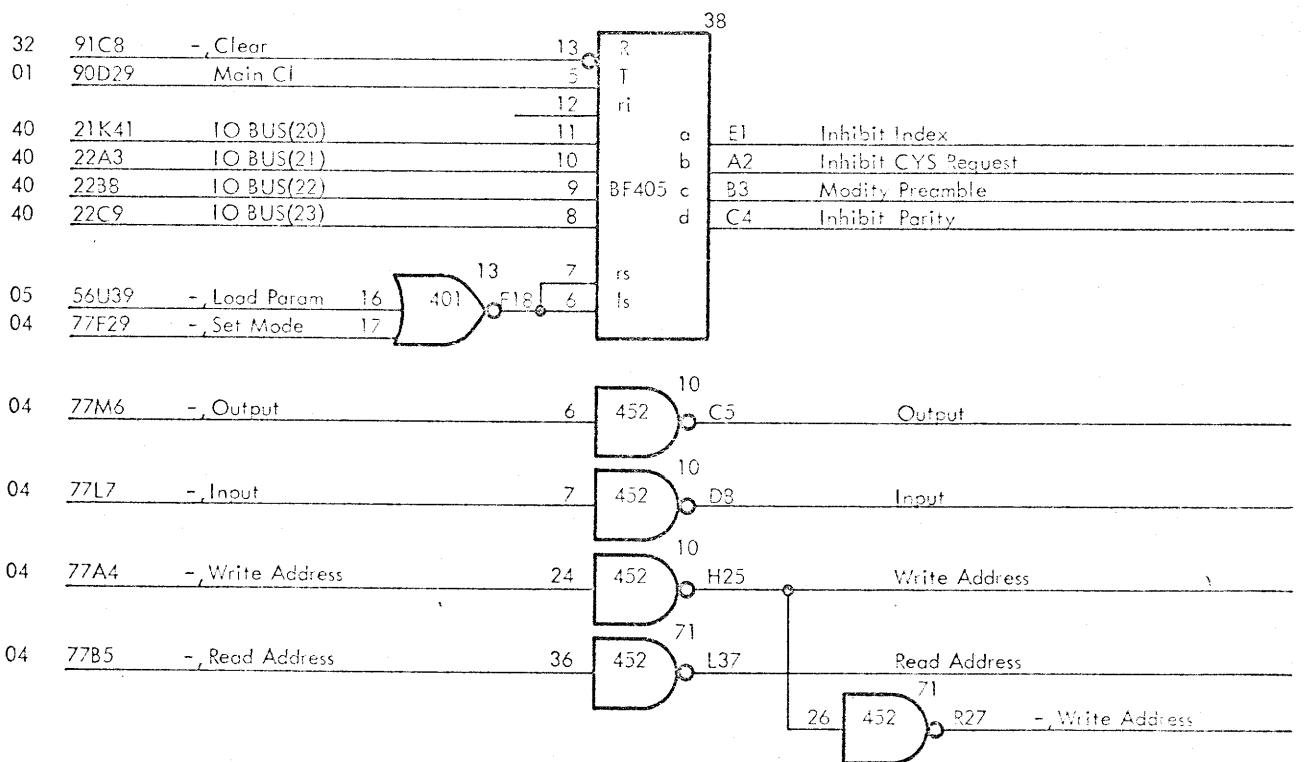 38
32 91C8 -,Clear 13 R
01 90D29 Main Cl 5 T
12 ri
40 21K41 IO BUS(20) 11 a E1 Inhibit Index
40 22A3 IO BUS(21) 10 b A2 Inhibit CYS Request
40 22B8 IO BUS(22) 9 BF405 c B3 Modity Preamble
40 22C9 IO BUS(23) 8 d C4 Inhibit Parity
7 rs
05 56U39 -,Load Param 16 401 13 F18 6 ls
04 77F29 -,Set Mode 17
10
04 77M6 -,Output 6 452 C5 Output
10
04 77L7 -,Input 7 452 D8 Input
10
04 77A4 -,Write Address 24 452 H25 Write Address
71
04 77B5 -,Read Address 36 452 L37 Read Address
71
26 452 R27 -,Write Address